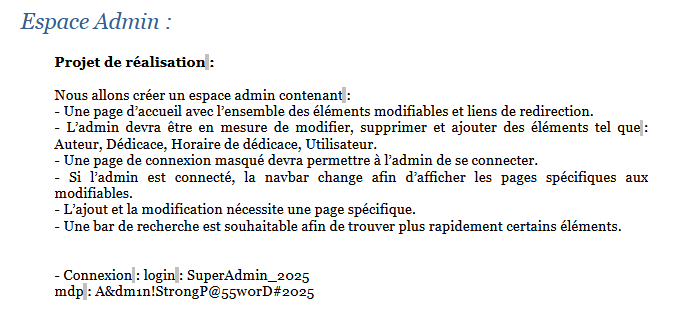 Espace Admin :
Projet de réalisation :
Nous allons créer un espace admin contenant :
- Une page d’accueil avec l’ensemble des éléments modifiables et liens de redirection.
- L’admin devra être en mesure de modifier, supprimer et ajouter des éléments tel que :
Auteur, Dédicace, Horaire de dédicace, Utilisateur.
- Une page de connexion masqué devra permettre à l’admin de se connecter.
- Si l’admin est connecté, la navbar change afin d’afficher les pages spécifiques aux
modifiables.
- L’ajout et la modification nécessite une page spécifique.
- Une bar de recherche est souhaitable afin de trouver plus rapidement certains éléments.
- Connexion : login : SuperAdmin_2025
mdp : A&dm1n!StrongP@55worD#2025